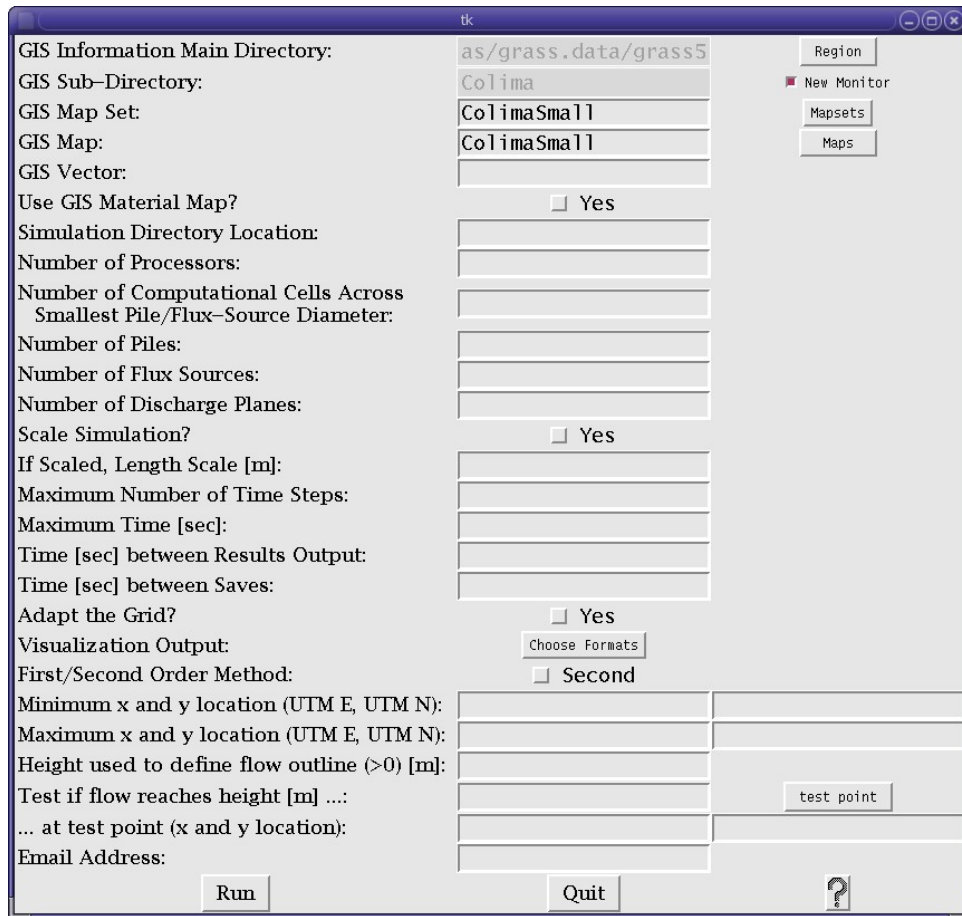 tk
GIS Information Main Directory: as/grass.data/grass5 Region
GIS Sub-Directory: Colima New Monitor
GIS Map Set: ColimaSmall Mapsets
GIS Map: ColimaSmall Maps
GIS Vector:
Use GIS Material Map? Yes
Simulation Directory Location:
Number of Processors:
Number of Computational Cells Across
Smallest Pile/Flux-Source Diameter:
Number of Piles:
Number of Flux Sources:
Number of Discharge Planes:
Scale Simulation? Yes
If Scaled, Length Scale [m]:
Maximum Number of Time Steps:
Maximum Time [sec]:
Time [sec] between Results Output:
Time [sec] between Saves:
Adapt the Grid? Yes
Visualization Output: Choose Formats
First/Second Order Method: Second
Minimum x and y location (UTM E, UTM N):
Maximum x and y location (UTM E, UTM N):
Height used to define flow outline (>0) [m]:
Test if flow reaches height [m] ...: test point
... at test point (x and y location):
Email Address:
Run Quit ?